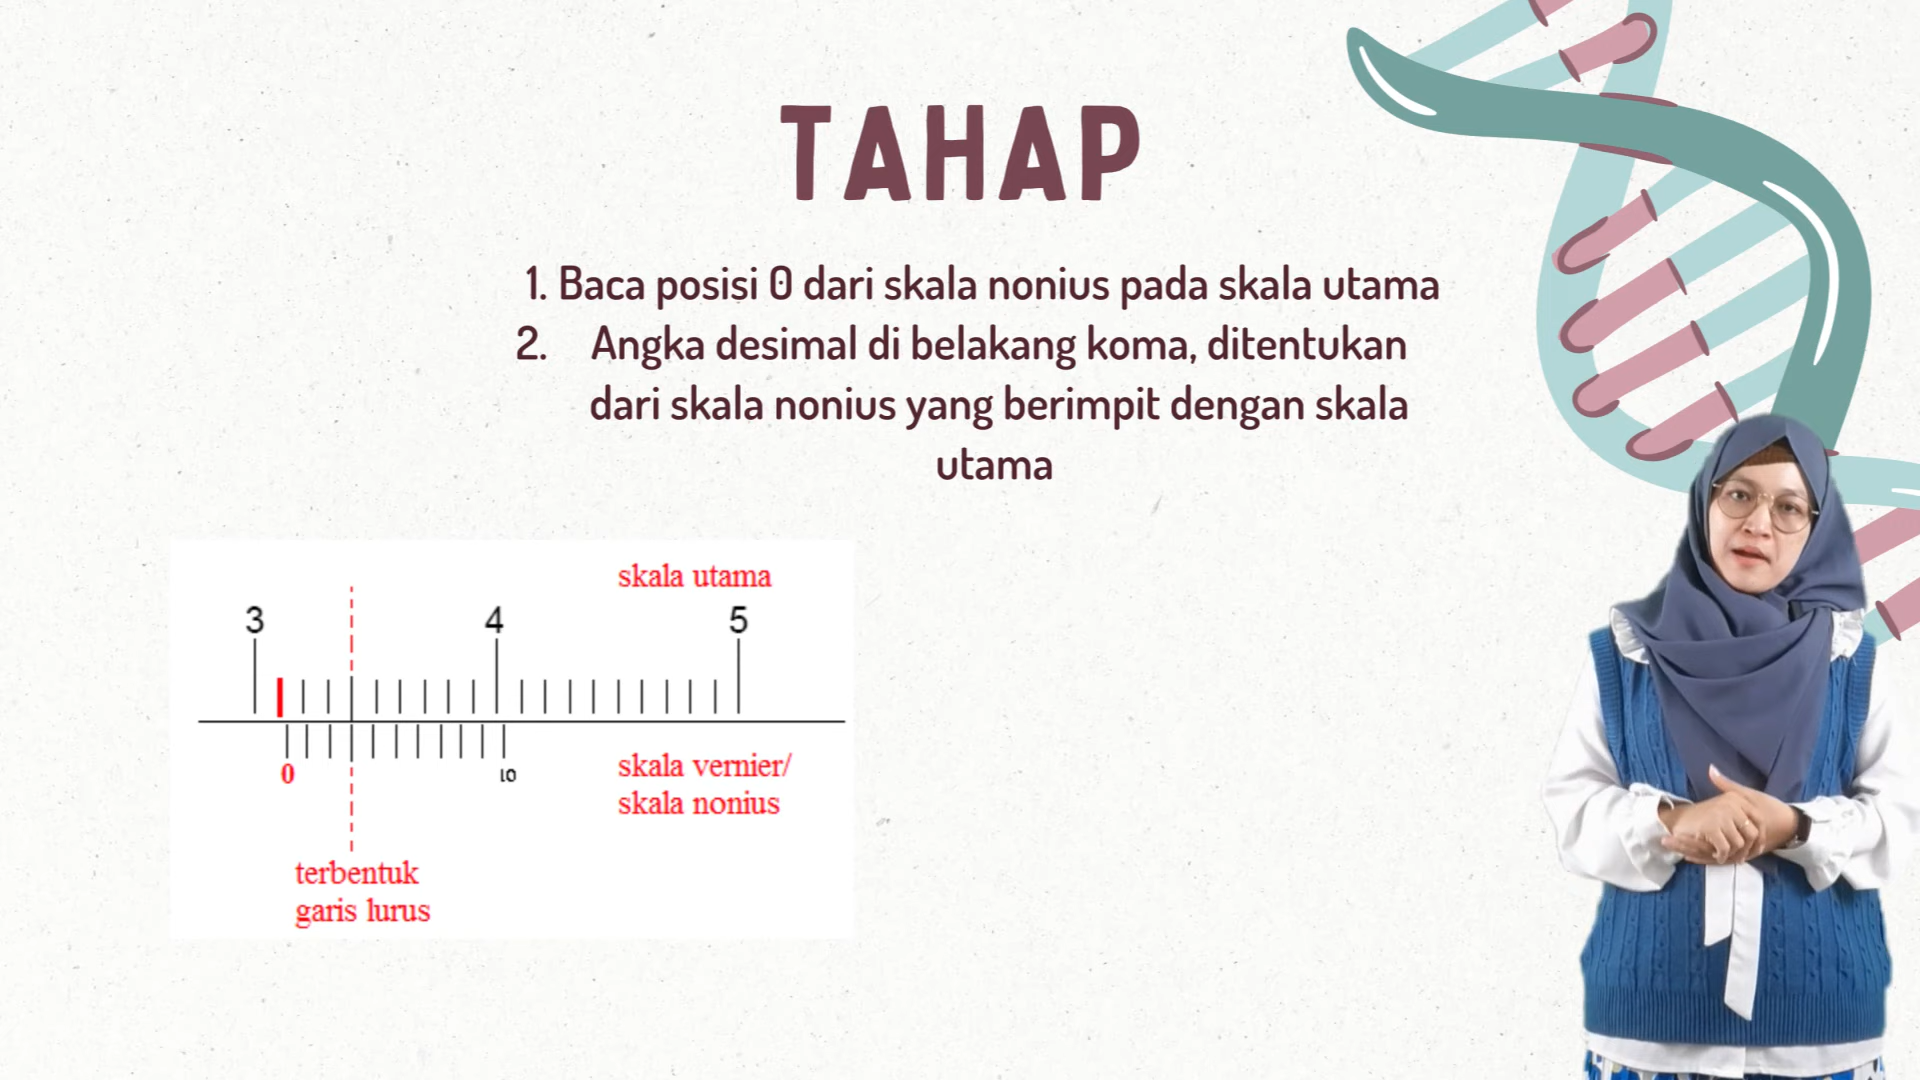 TAHAP
1. Baca posisi 0 dari skala nonius pada skala utama
2. Angka desimal di belakang koma, ditentukan
dari skala nonius yang berimpit dengan skala
utama
skala utama
3 4 5
0 10
skala vernier/
skala nonius
terbentuk
garis lurus